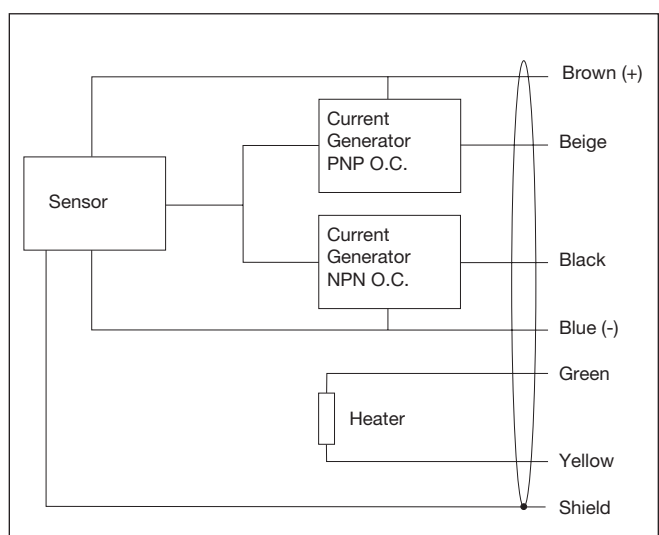 Brown (+)
Current
Generator
PNP O.C.
Beige
Sensor
Current
Generator
NPN O.C.
Black
Blue (-)
Green
Heater
Yellow
Shield